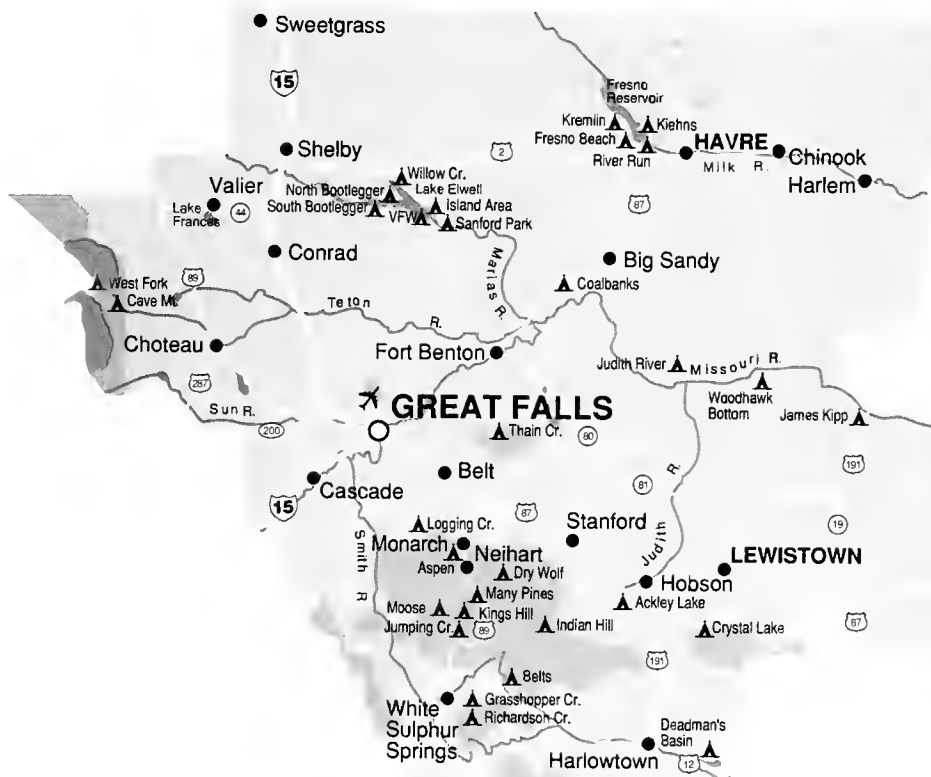 Sweetgrass
15
Fresno
Reservoir
Kremlin
Kiehns
Fresno Beach
HAVRE
River Run
Milk R.
Chinook
Harlem
Shelby
2
Willow Cr.
Valier
North Bootlegger
Lake Elwell
Island Area
87
Lake
Frances
44
South Bootlegger
VFW
Sanford Park
Conrad
Marias R.
Big Sandy
89
West Fork
Cave Mt.
Coalbanks
Teton R.
Choteau
Fort Benton
Judith River
Missouri R.
287
Woodhawk
Bottom
Sun R.
GREAT FALLS
James Kipp
200
Thain Cr.
80
191
Belt
Cascade
81
Judith R.
15
87
Logging Cr.
Stanford
19
Smith R
Monarch
Neihart
LEWISTOWN
Aspen
Dry Wolf
Hobson
Many Pines
Ackley Lake
Moose
Kings Hill
Jumping Cr.
89
Indian Hill
Crystal Lake
87
191
Belts
White
Sulphur
Springs
Grasshopper Cr.
Richardson Cr.
Deadman's
Basin
Harlowtown
12